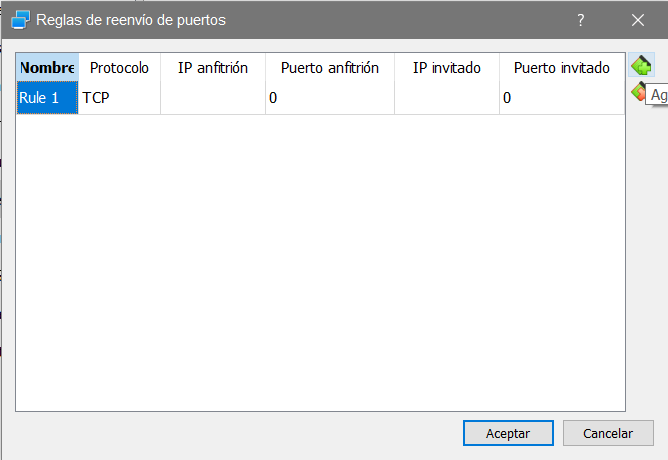 Reglas de reenvío de puertos ?
Nombre Protocolo IP anfitrión Puerto anfitrión IP invitado Puerto invitado
Rule 1 TCP 0 0
Ag
Aceptar Cancelar